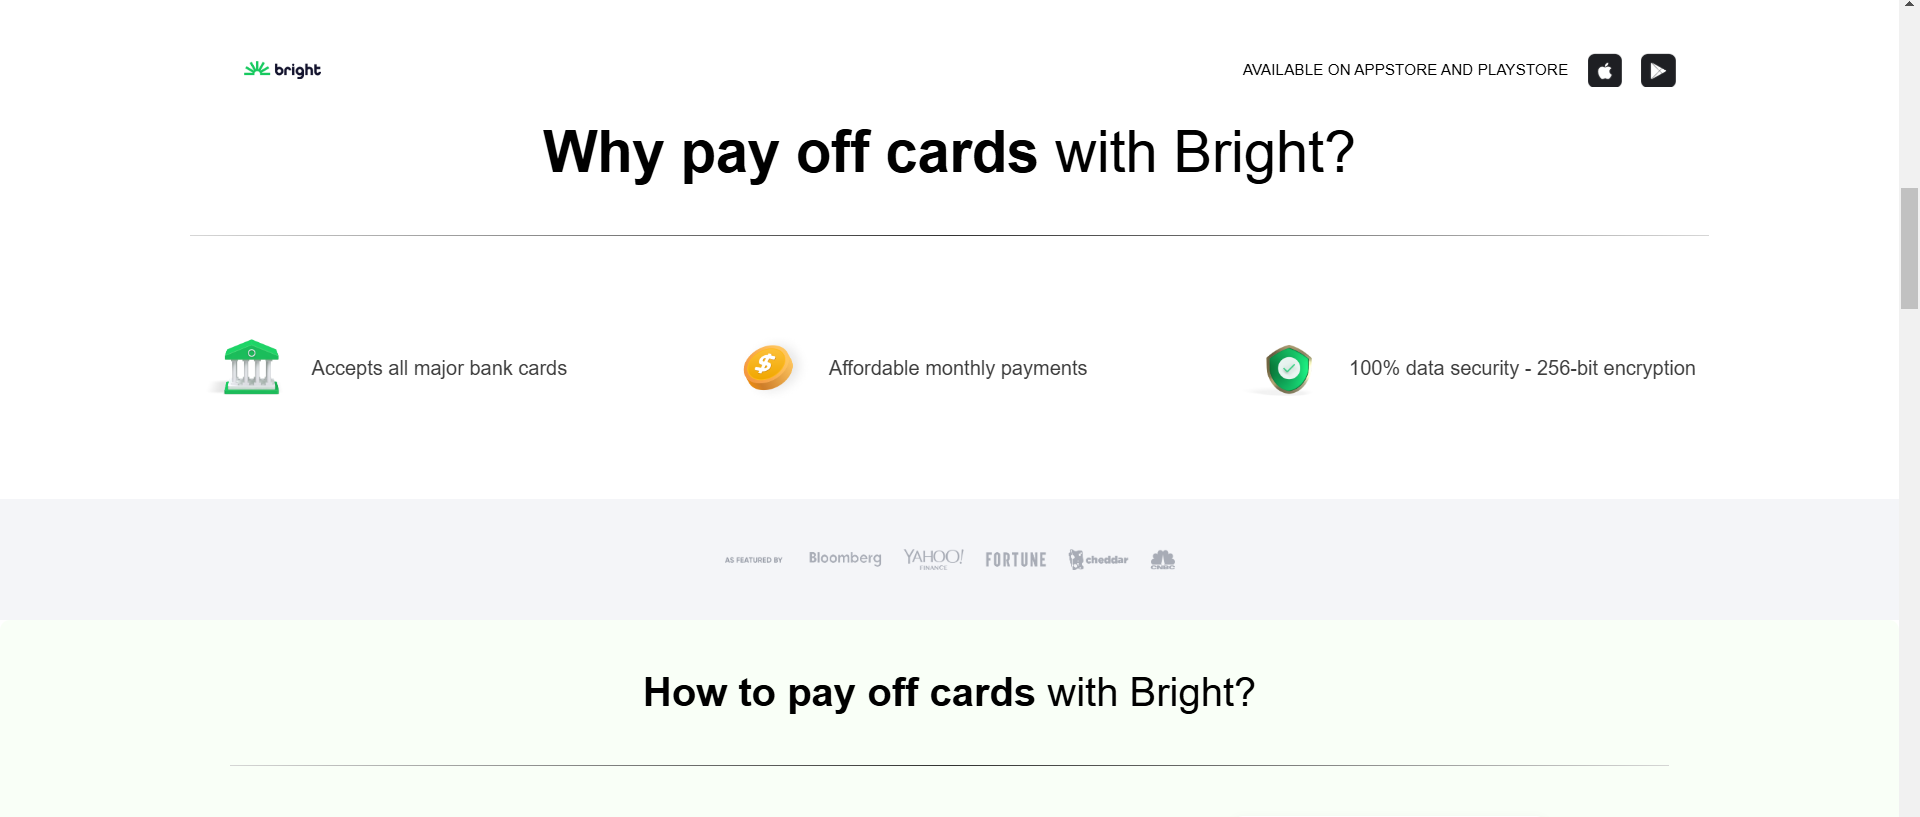 bright
AVAILABLE ON APPSTORE AND PLAYSTORE
Why pay off cards with Bright?
Accepts all major bank cards
$
Affordable monthly payments
100% data security - 256-bit encryption
AS FEATURED BY
Bloomberg
YAHOO!
FINANCE
FORTUNE
cheddar
CNBC
How to pay off cards with Bright?